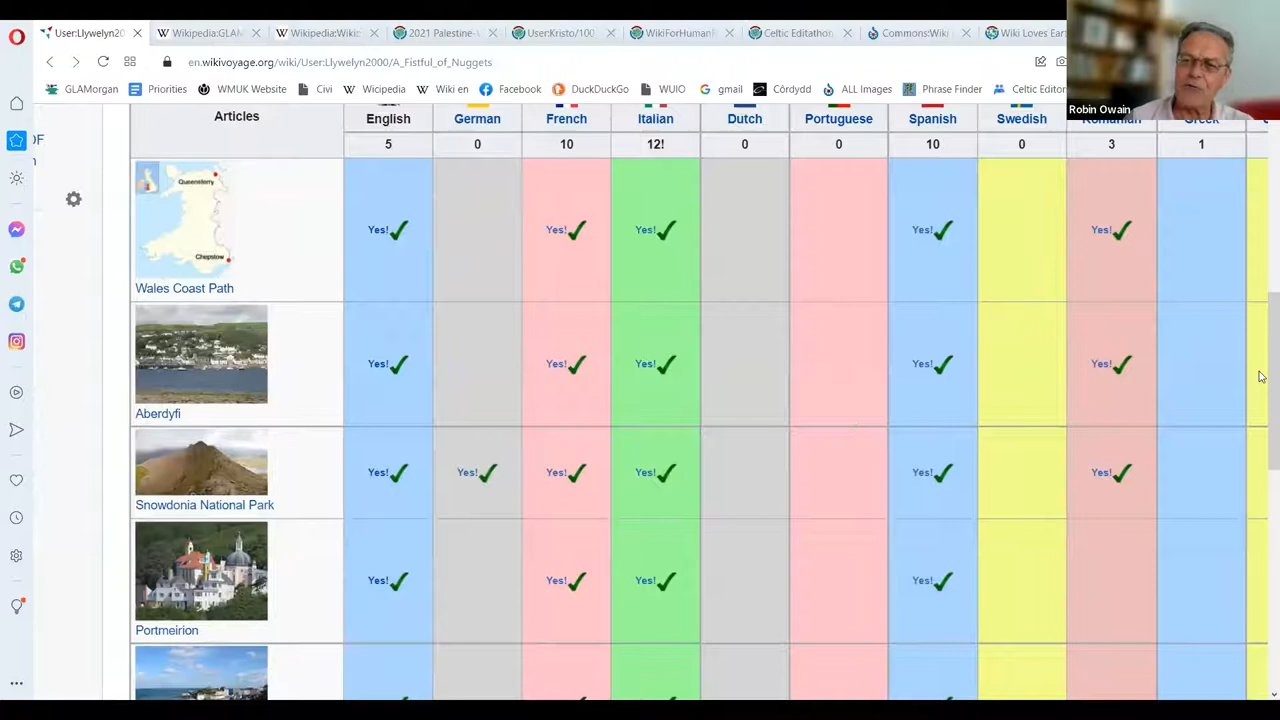 User:Llywelyn20
Wikipedia:GLAM
Wikipedia:Wiki
2021 Palestine-
User:Kristo/100
WikiForHuman
Celtic Editathon
Commons:Wiki
Wiki Loves Ear
en.wikivoyage.org/wiki/User:Llywelyn2000/A_Fistful_of_Nuggets
GLAMorgan
Priorities
WMUK Website
Civi
Wicipedia
Wiki en
Facebook
DuckDuckGo
WUIO
gmail
Côrdydd
ALL Images
Phrase Finder
Robin Owain
Articles English German French Italian Dutch Portuguese Spanish Swedish Romanian Greek
5 0 10 12! 0 0 10 0 3 1
OF
n
Queensferry
Chepstow
Yes! Yes! Yes! Yes! Yes!
Wales Coast Path
Yes! Yes! Yes! Yes! Yes!
Aberdyfi
Yes! Yes! Yes! Yes! Yes! Yes!
Snowdonia National Park
Yes! Yes! Yes! Yes!
Portmeirion